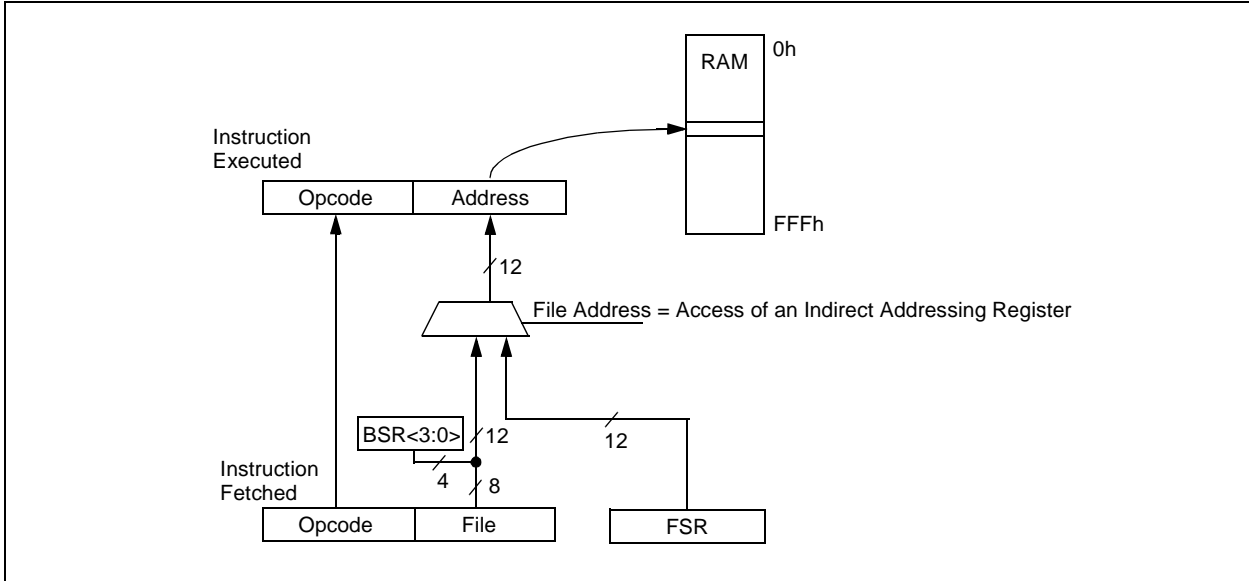 RAM
0h
Instruction
Executed
Opcode
Address
FFFh
12
File Address = Access of an Indirect Addressing Register
BSR<3:0>
12
12
4
Instruction
Fetched
8
Opcode
File
FSR